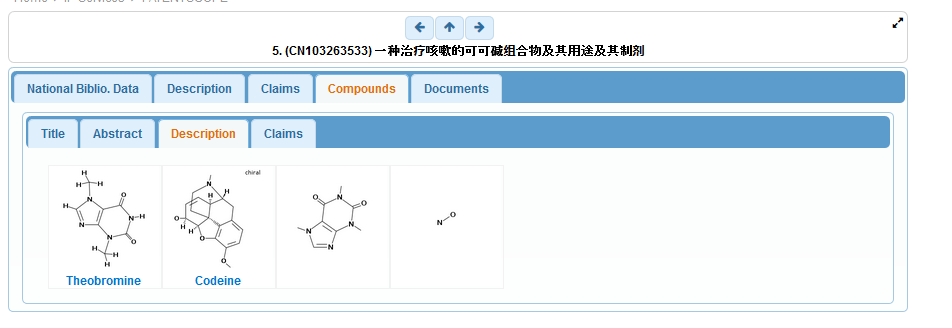 Home > IP Services > PATENTSCOPE
5. (CN103263533) 一种治疗咳嗽的可可碱组合物及其用途及其制剂
National Biblio. Data Description Claims Compounds Documents
Title Abstract Description Claims
chiral
Theobromine Codeine